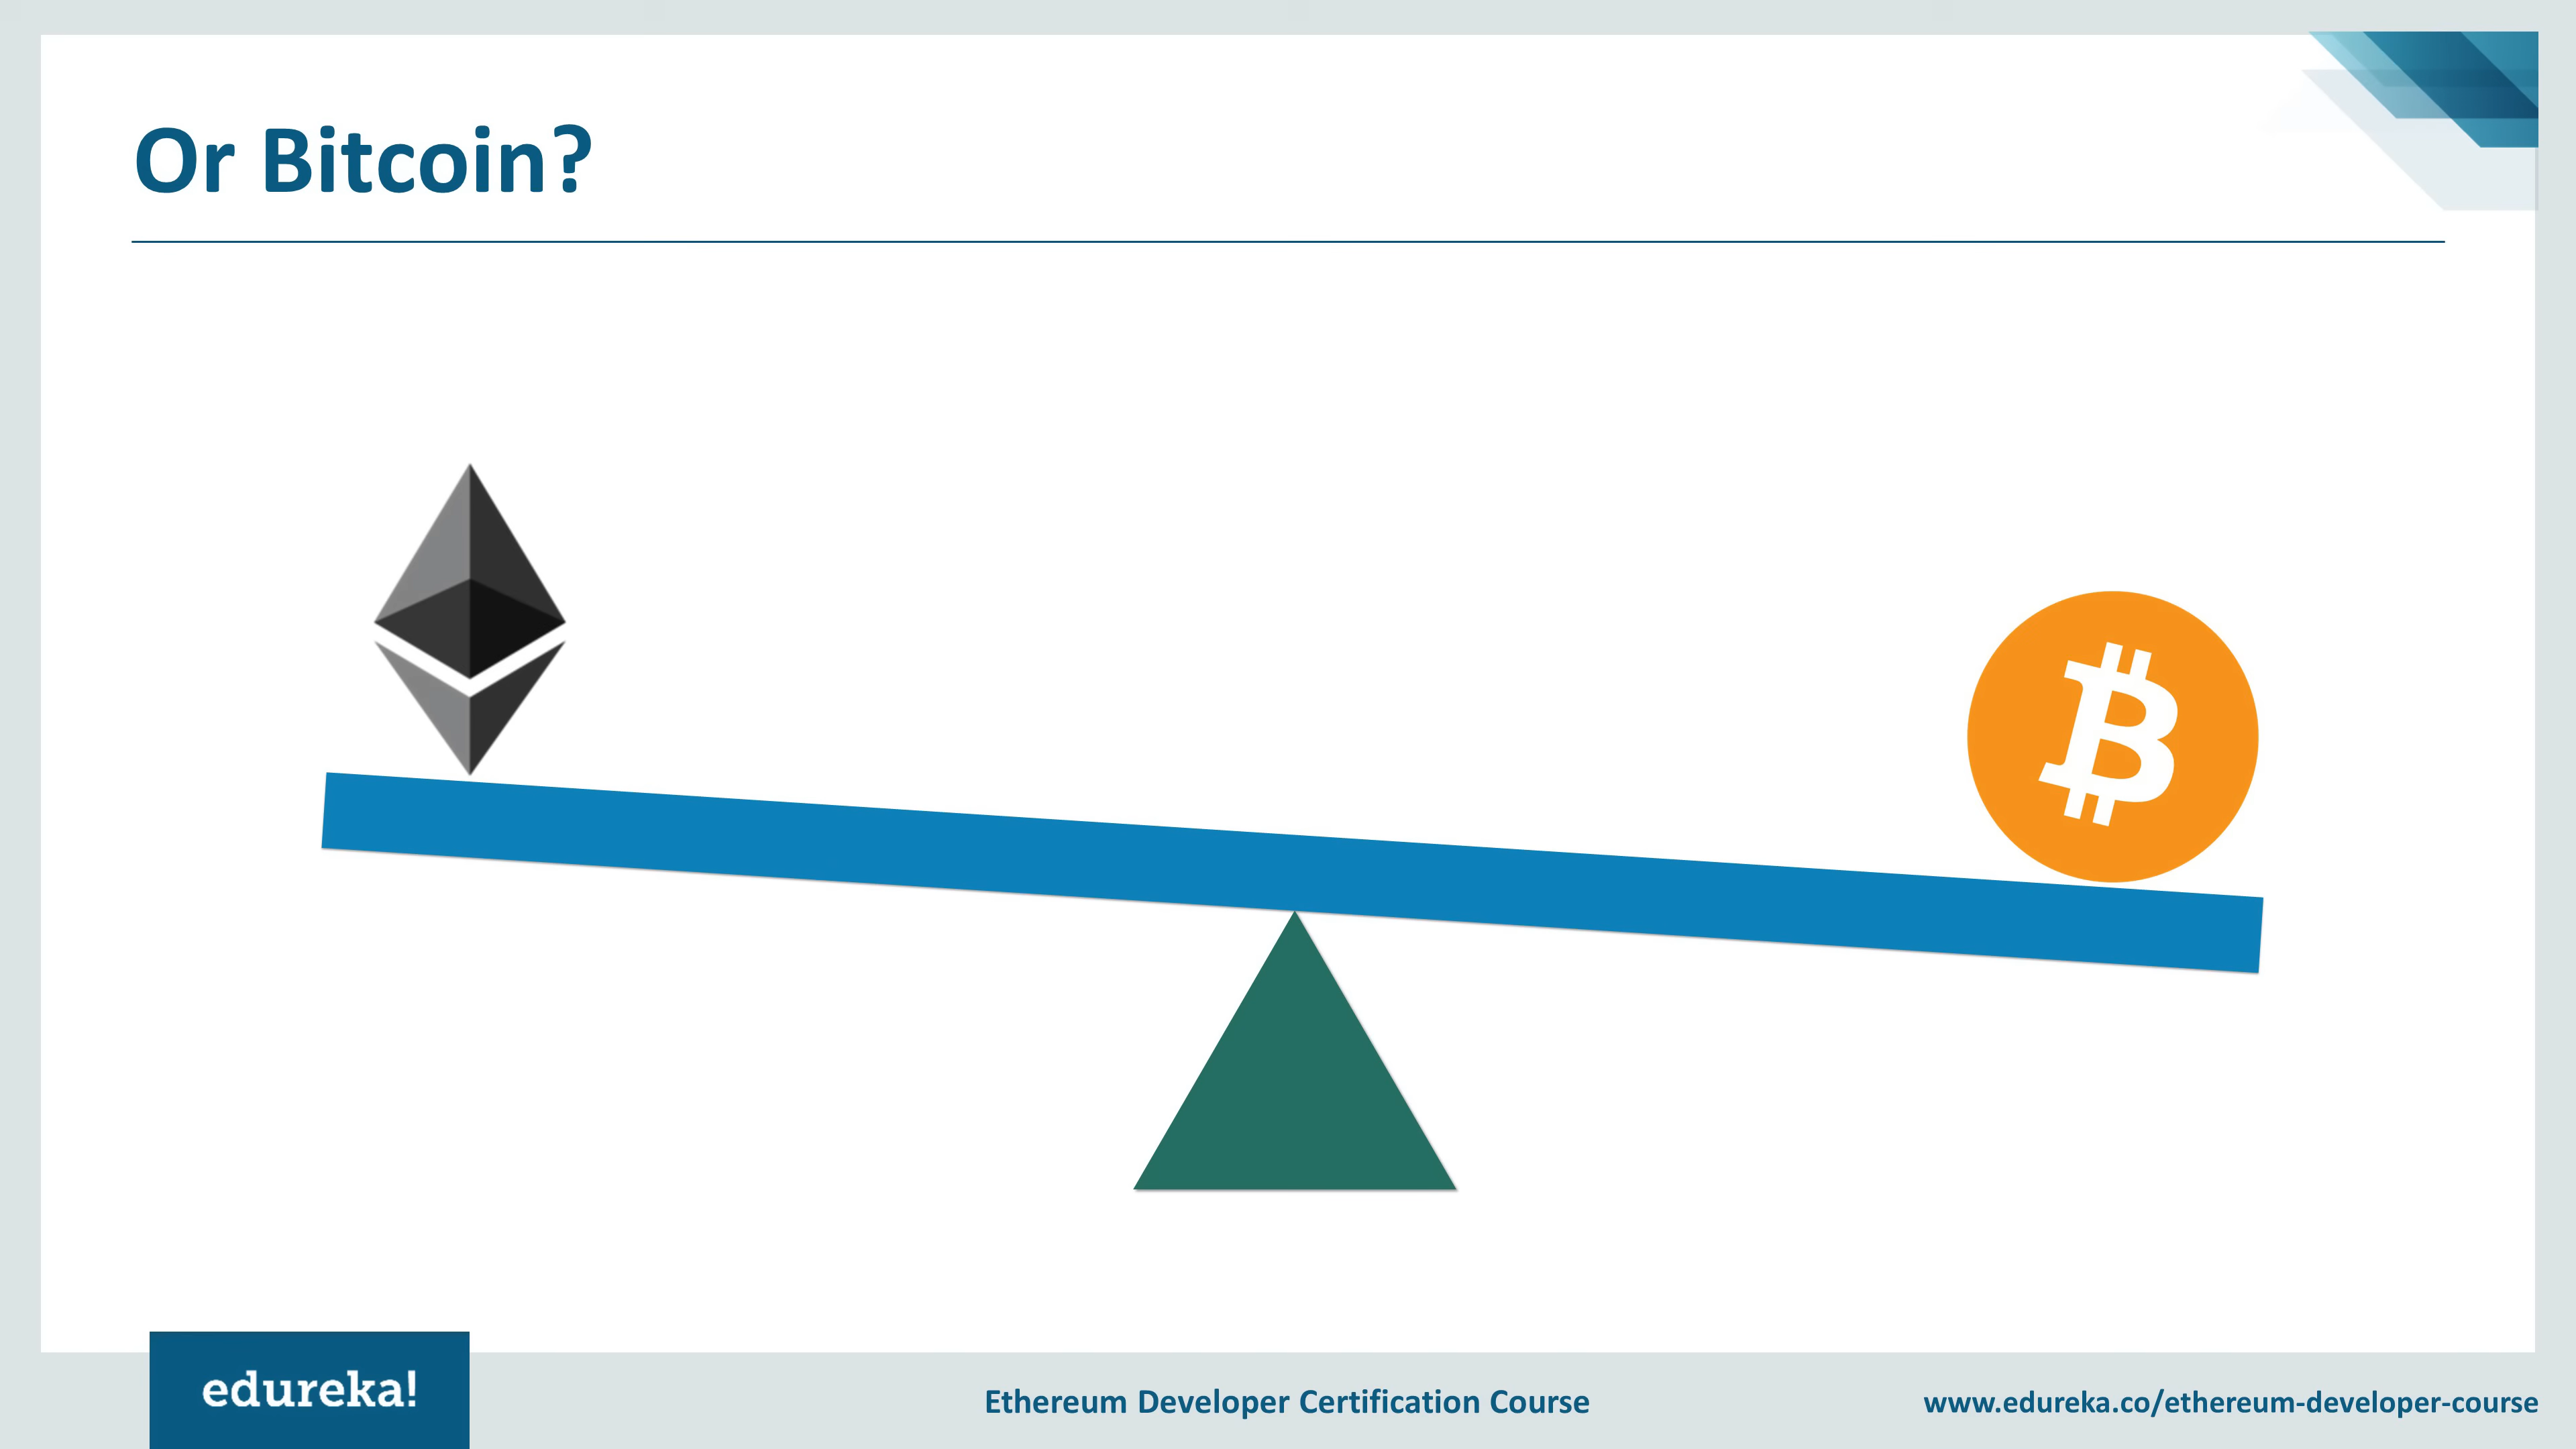 Or Bitcoin?
edureka!
Ethereum Developer Certification Course
www.edureka.co/ethereum-developer-course